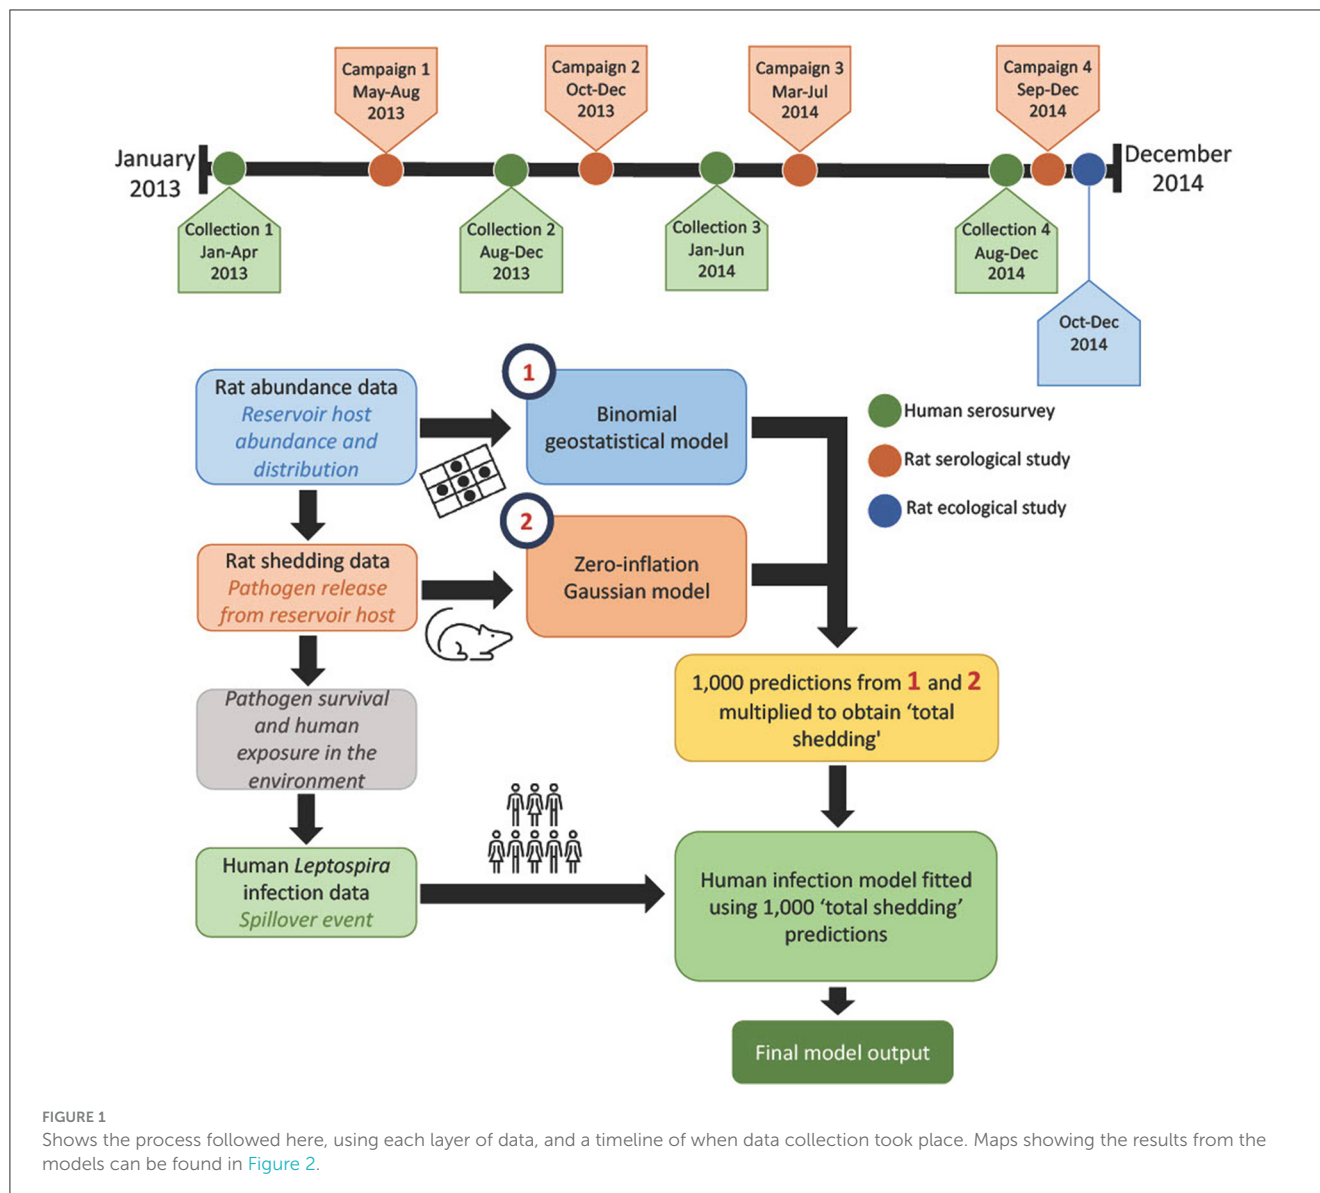 Campaign 1
May-Aug
2013
Campaign 2
Oct-Dec
2013
Campaign 3
Mar-Jul
2014
Campaign 4
Sep-Dec
2014
January
2013
December
2014
Collection 1
Jan-Apr
2013
Collection 2
Aug-Dec
2013
Collection 3
Jan-Jun
2014
Collection 4
Aug-Dec
2014
Oct-Dec
2014
Rat abundance data
Reservoir host
abundance and
distribution
1
Binomial
geostatistical model
Human serosurvey
Rat serological study
Rat ecological study
Rat shedding data
Pathogen release
from reservoir host
2
Zero-inflation
Gaussian model
Pathogen survival
and human
exposure in the
environment
1,000 predictions from 1 and 2
multiplied to obtain ‘total
shedding'
Human Leptospira
infection data
Spillover event
Human infection model fitted
using 1,000 ‘total shedding’
predictions
Final model output
FIGURE 1
Shows the process followed here, using each layer of data, and a timeline of when data collection took place. Maps showing the results from the
models can be found in Figure 2.